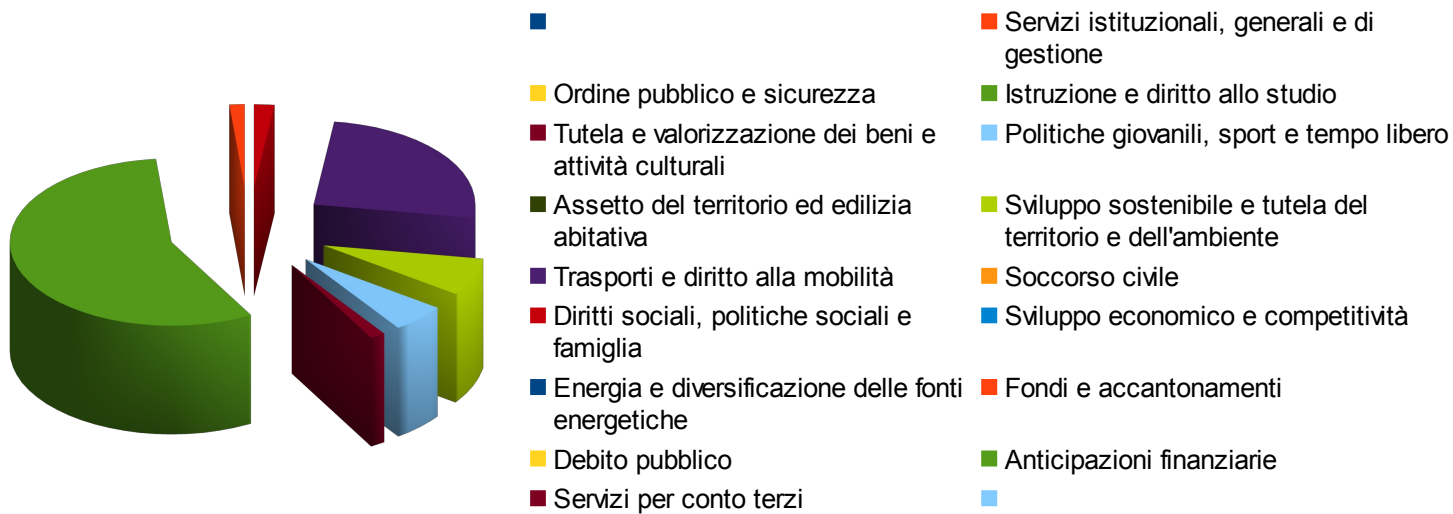 Servizi istituzionali, generali e di
gestione
Ordine pubblico e sicurezza
Istruzione e diritto allo studio
Tutela e valorizzazione dei beni e
attività culturali
Politiche giovanili, sport e tempo libero
Assetto del territorio ed edilizia
abitativa
Sviluppo sostenibile e tutela del
territorio e dell'ambiente
Trasporti e diritto alla mobilità
Soccorso civile
Diritti sociali, politiche sociali e
famiglia
Sviluppo economico e competitività
Energia e diversificazione delle fonti
energetiche
Fondi e accantonamenti
Debito pubblico
Anticipazioni finanziarie
Servizi per conto terzi